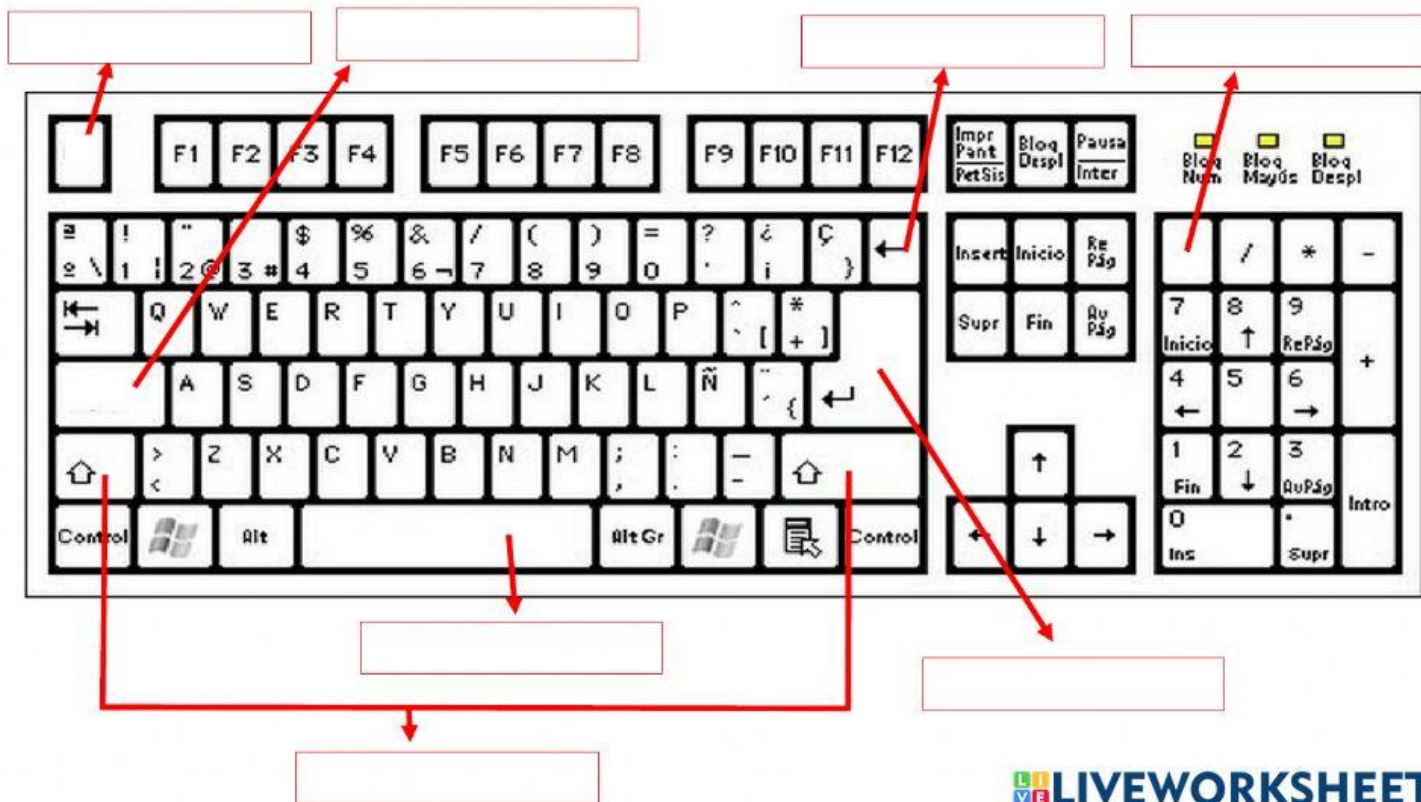 F1 F2 F3 F4 F5 F6 F7 F8 F9 F10 F11 F12
Impr Pant PetSis
Bloq Despl
Pausa Inter
Bloq Num
Bloq Mayús
Bloq Despl
ª ! " $ % & / ( ) = ? ¿ Ç
º \ 1 ¦ 2 @ 3 # 4 5 6 ¬ 7 8 9 0 ' ¡ } ←
Insert Inicio Re Pág
/ * -
Q W E R T Y U I O P ^ ` [ * + ]
Supr Fin Av Pág
7 Inicio 8 ↑ 9 RePág +
A S D F G H J K L Ñ ¨ ´ {
4 ← 5 6 →
> < Z X C V B N M ; , : . _ -
↑
1 Fin 2 ↓ 3 AvPág Intro
Control Alt Alt Gr Control
← ↓ →
0 Ins . Supr
LIVEWORKSHEET